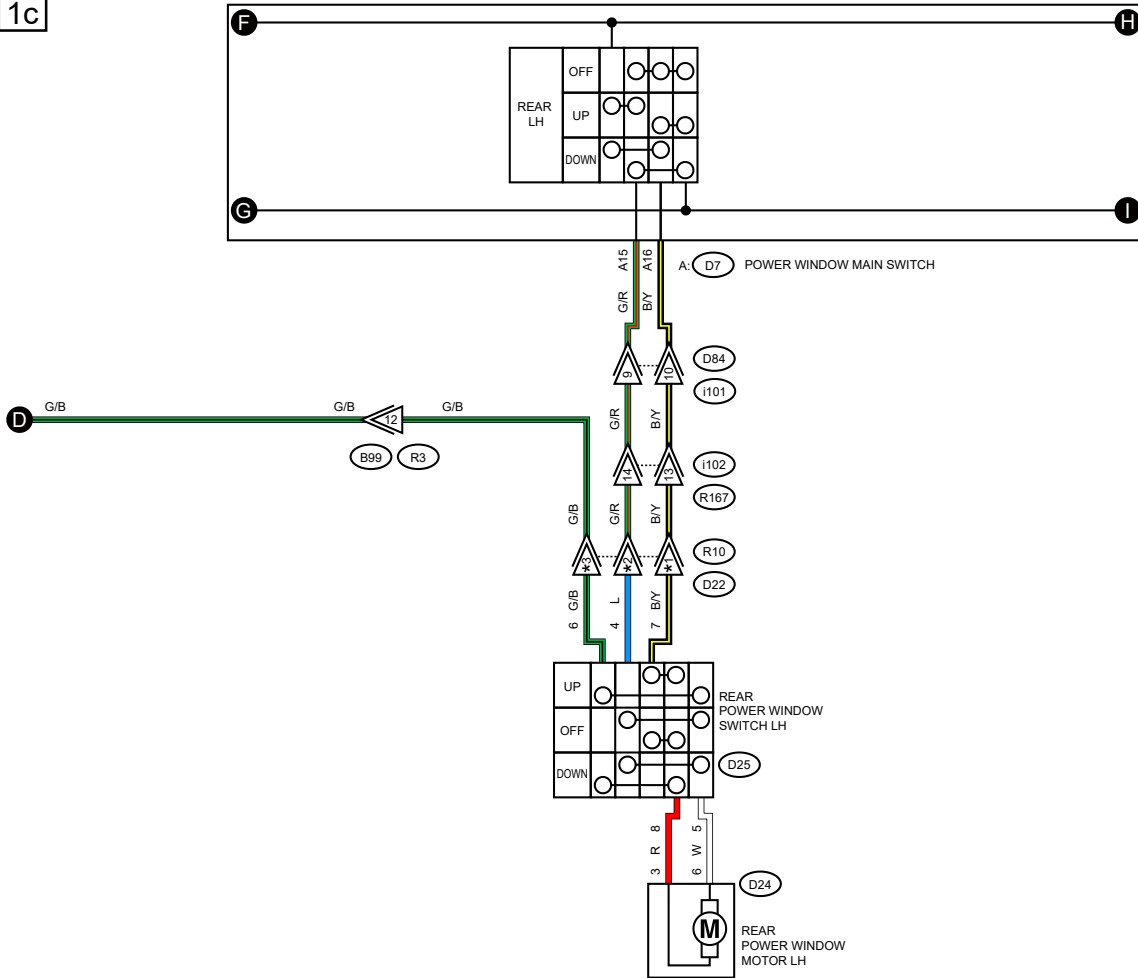 1c
F
H
OFF
REAR
LH
UP
DOWN
G
I
A15
A16
A: D7 POWER WINDOW MAIN SWITCH
G/R
B/Y
9
10
D84
i101
D
G/B
G/B
12
G/B
B99
R3
G/R
B/Y
14
13
i102
R167
G/B
G/R
B/Y
*3
*2
*1
R10
D22
6 G/B
4 L
7 B/Y
UP
OFF
DOWN
REAR
POWER WINDOW
SWITCH LH
D25
3 R 8
6 W 5
D24
M
REAR
POWER WINDOW
MOTOR LH